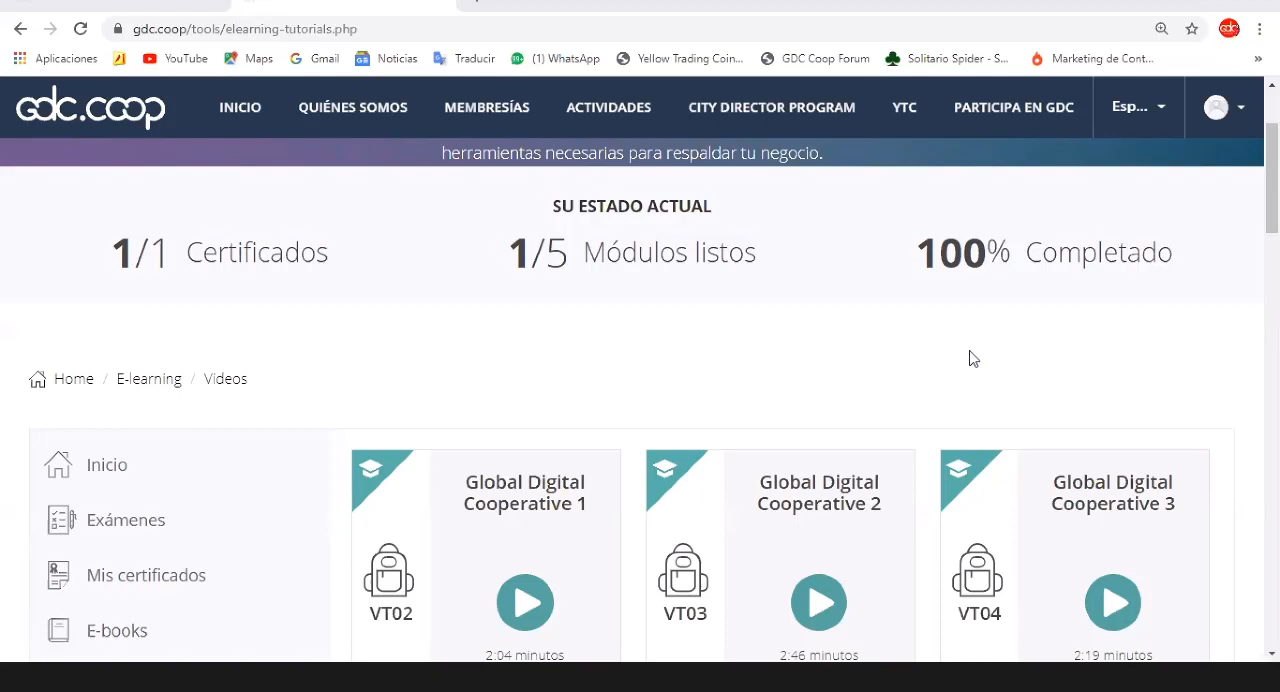 gdc.coop/tools/elearning-tutorials.php
Aplicaciones YouTube Maps Gmail Noticias Traducir (1) WhatsApp Yellow Trading Coin... GDC Coop Forum Solitario Spider - S... Marketing de Cont... »
gdc.coop INICIO QUIÉNES SOMOS MEMBRESÍAS ACTIVIDADES CITY DIRECTOR PROGRAM YTC PARTICIPA EN GDC Esp...
herramientas necesarias para respaldar tu negocio.
SU ESTADO ACTUAL
1/1 Certificados 1/5 Módulos listos 100% Completado
Home / E-learning / Videos
Inicio
Exámenes
Mis certificados
E-books
Global Digital
Cooperative 1
VT02
2:04 minutos
Global Digital
Cooperative 2
VT03
2:46 minutos
Global Digital
Cooperative 3
VT04
2:19 minutos